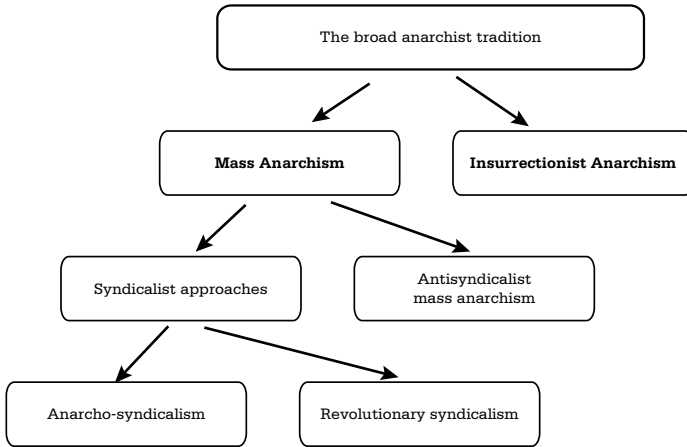 The broad anarchist tradition
Mass Anarchism
Insurrectionist Anarchism
Syndicalist approaches
Antisyndicalist
mass anarchism
Anarcho-syndicalism
Revolutionary syndicalism